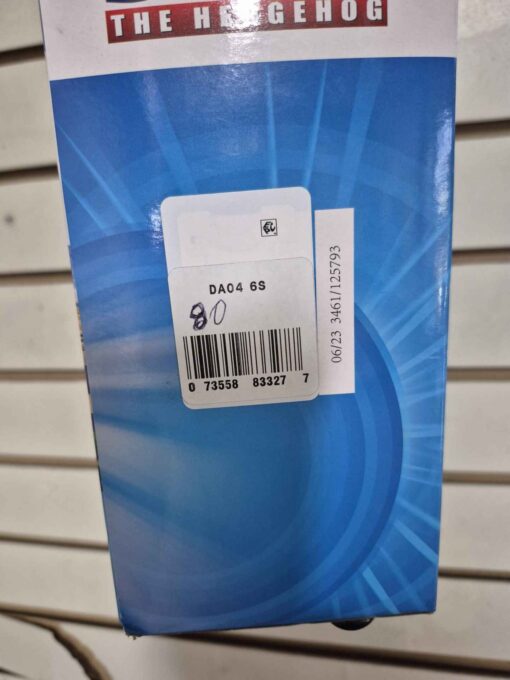 THE HEDGEHOG
DA04 6S
80
0 73558 83327 7
06/23 3461/125793